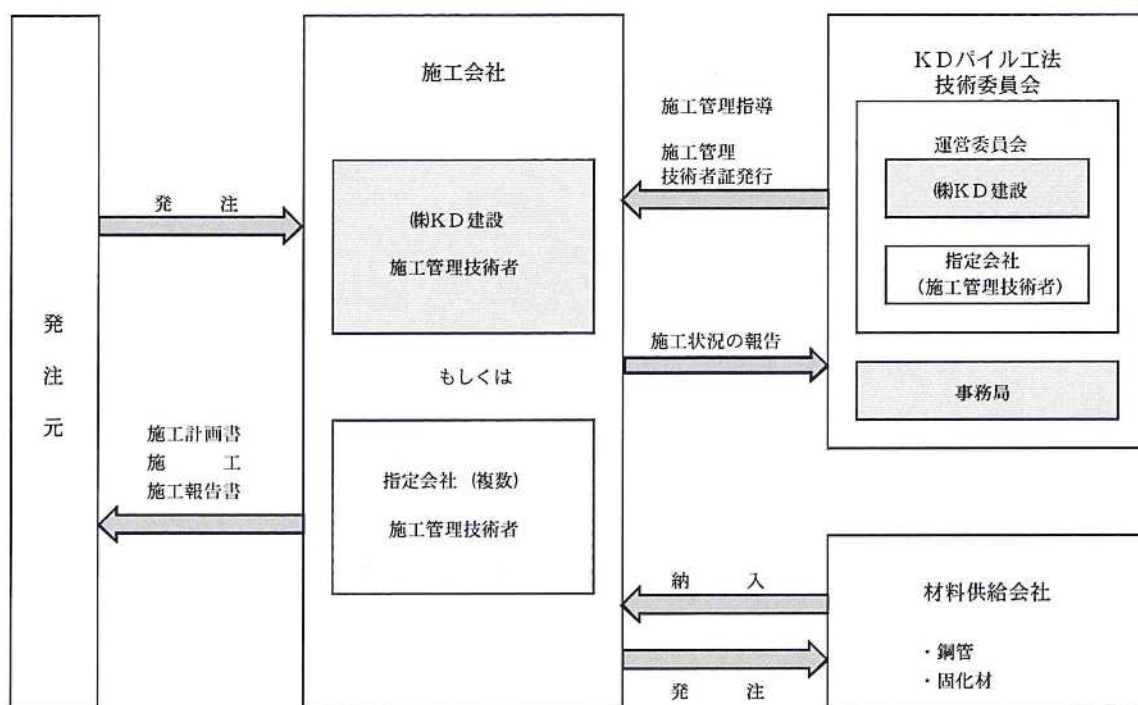 発注元
発　注
施工計画書
施　工
施工報告書
施工会社
㈱KD建設
施工管理技術者
もしくは
指定会社（複数）
施工管理技術者
施工管理指導
施工管理
技術者証発行
施工状況の報告
納　入
発　注
KDパイル工法
技術委員会
運営委員会
㈱KD建設
指定会社
（施工管理技術者）
事務局
材料供給会社
・鋼管
・固化材